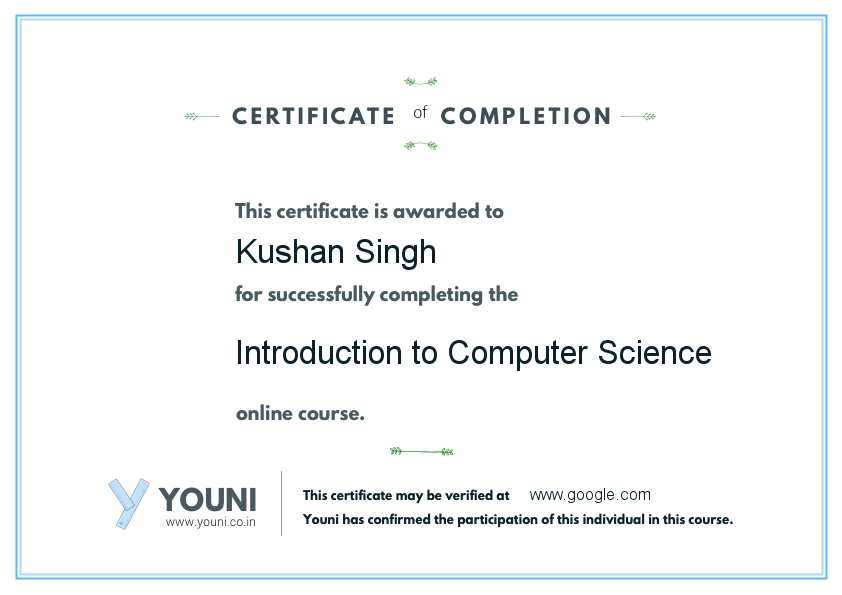 CERTIFICATE of COMPLETION
This certificate is awarded to
Kushan Singh
for successfully completing the
Introduction to Computer Science
online course.
YOUNI
www.youni.co.in
This certificate may be verified at www.google.com
Youni has confirmed the participation of this individual in this course.